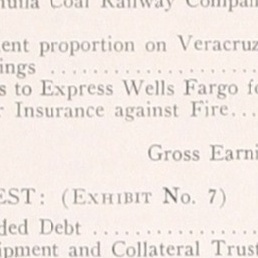 Coal Railway Compan
ent proportion on Veracruz
ings ....................
s to Express Wells Fargo f
r Insurance against Fire...
Gross Earni
EST: (EXHIBIT No. 7)
ded Debt ................
ipment and Collateral Trust